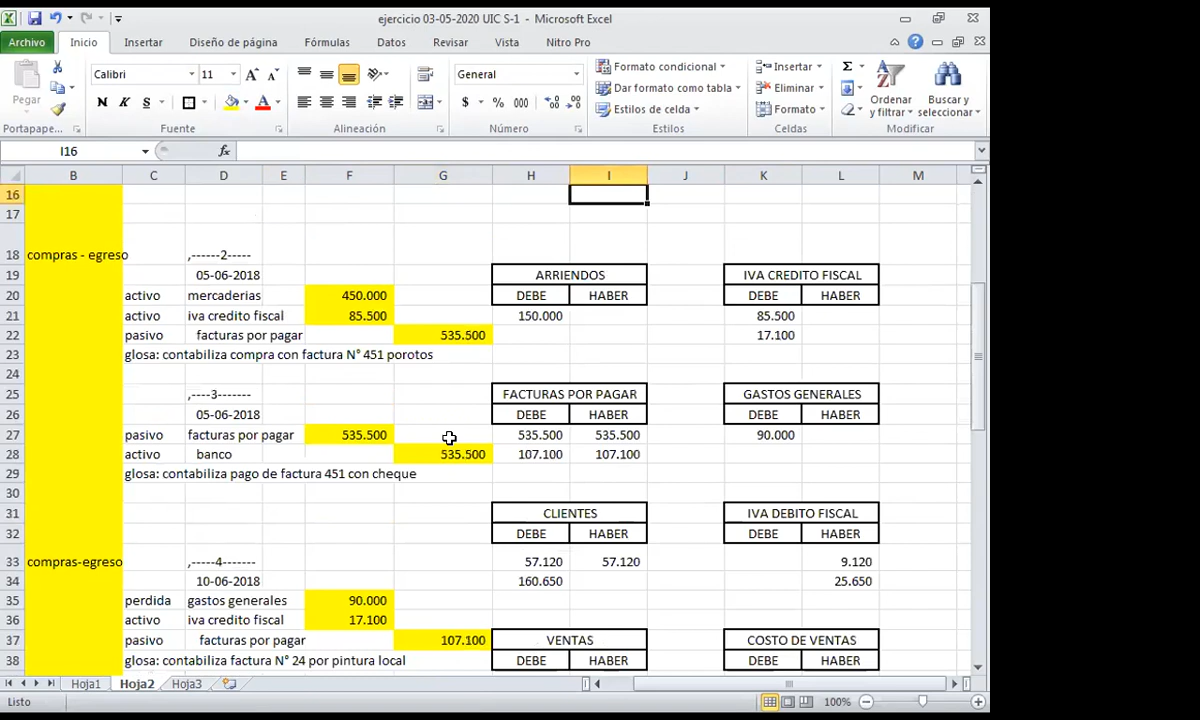 ejercicio 03-05-2020 UIC S-1 - Microsoft Excel
Archivo Inicio Insertar Diseño de página Fórmulas Datos Revisar Vista Nitro Pro
Calibri 11 General Formato condicional Insertar Σ
Pegar Dar formato como tabla Eliminar Ordenar y filtrar Buscar y seleccionar
N K S $ % 000 Estilos de celda Formato
Portapape... Fuente Alineación Número Estilos Celdas Modificar
I16 fx
B C D E F G H I J K L M
16
17
18 compras - egreso ,------2-----
19 05-06-2018 ARRIENDOS IVA CREDITO FISCAL
20 activo mercaderias 450.000 DEBE HABER DEBE HABER
21 activo iva credito fiscal 85.500 150.000 85.500
22 pasivo facturas por pagar 535.500 17.100
23 glosa: contabiliza compra con factura N° 451 porotos
24
25 ,----3------- FACTURAS POR PAGAR GASTOS GENERALES
26 05-06-2018 DEBE HABER DEBE HABER
27 pasivo facturas por pagar 535.500 535.500 535.500 90.000
28 activo banco 535.500 107.100 107.100
29 glosa: contabiliza pago de factura 451 con cheque
30
31 CLIENTES IVA DEBITO FISCAL
32 DEBE HABER DEBE HABER
33 compras-egreso ,-----4------- 57.120 57.120 9.120
34 10-06-2018 160.650 25.650
35 perdida gastos generales 90.000
36 activo iva credito fiscal 17.100
37 pasivo facturas por pagar 107.100 VENTAS COSTO DE VENTAS
38 glosa: contabiliza factura N° 24 por pintura local DEBE HABER DEBE HABER
Hoja1 Hoja2 Hoja3
Listo 100%